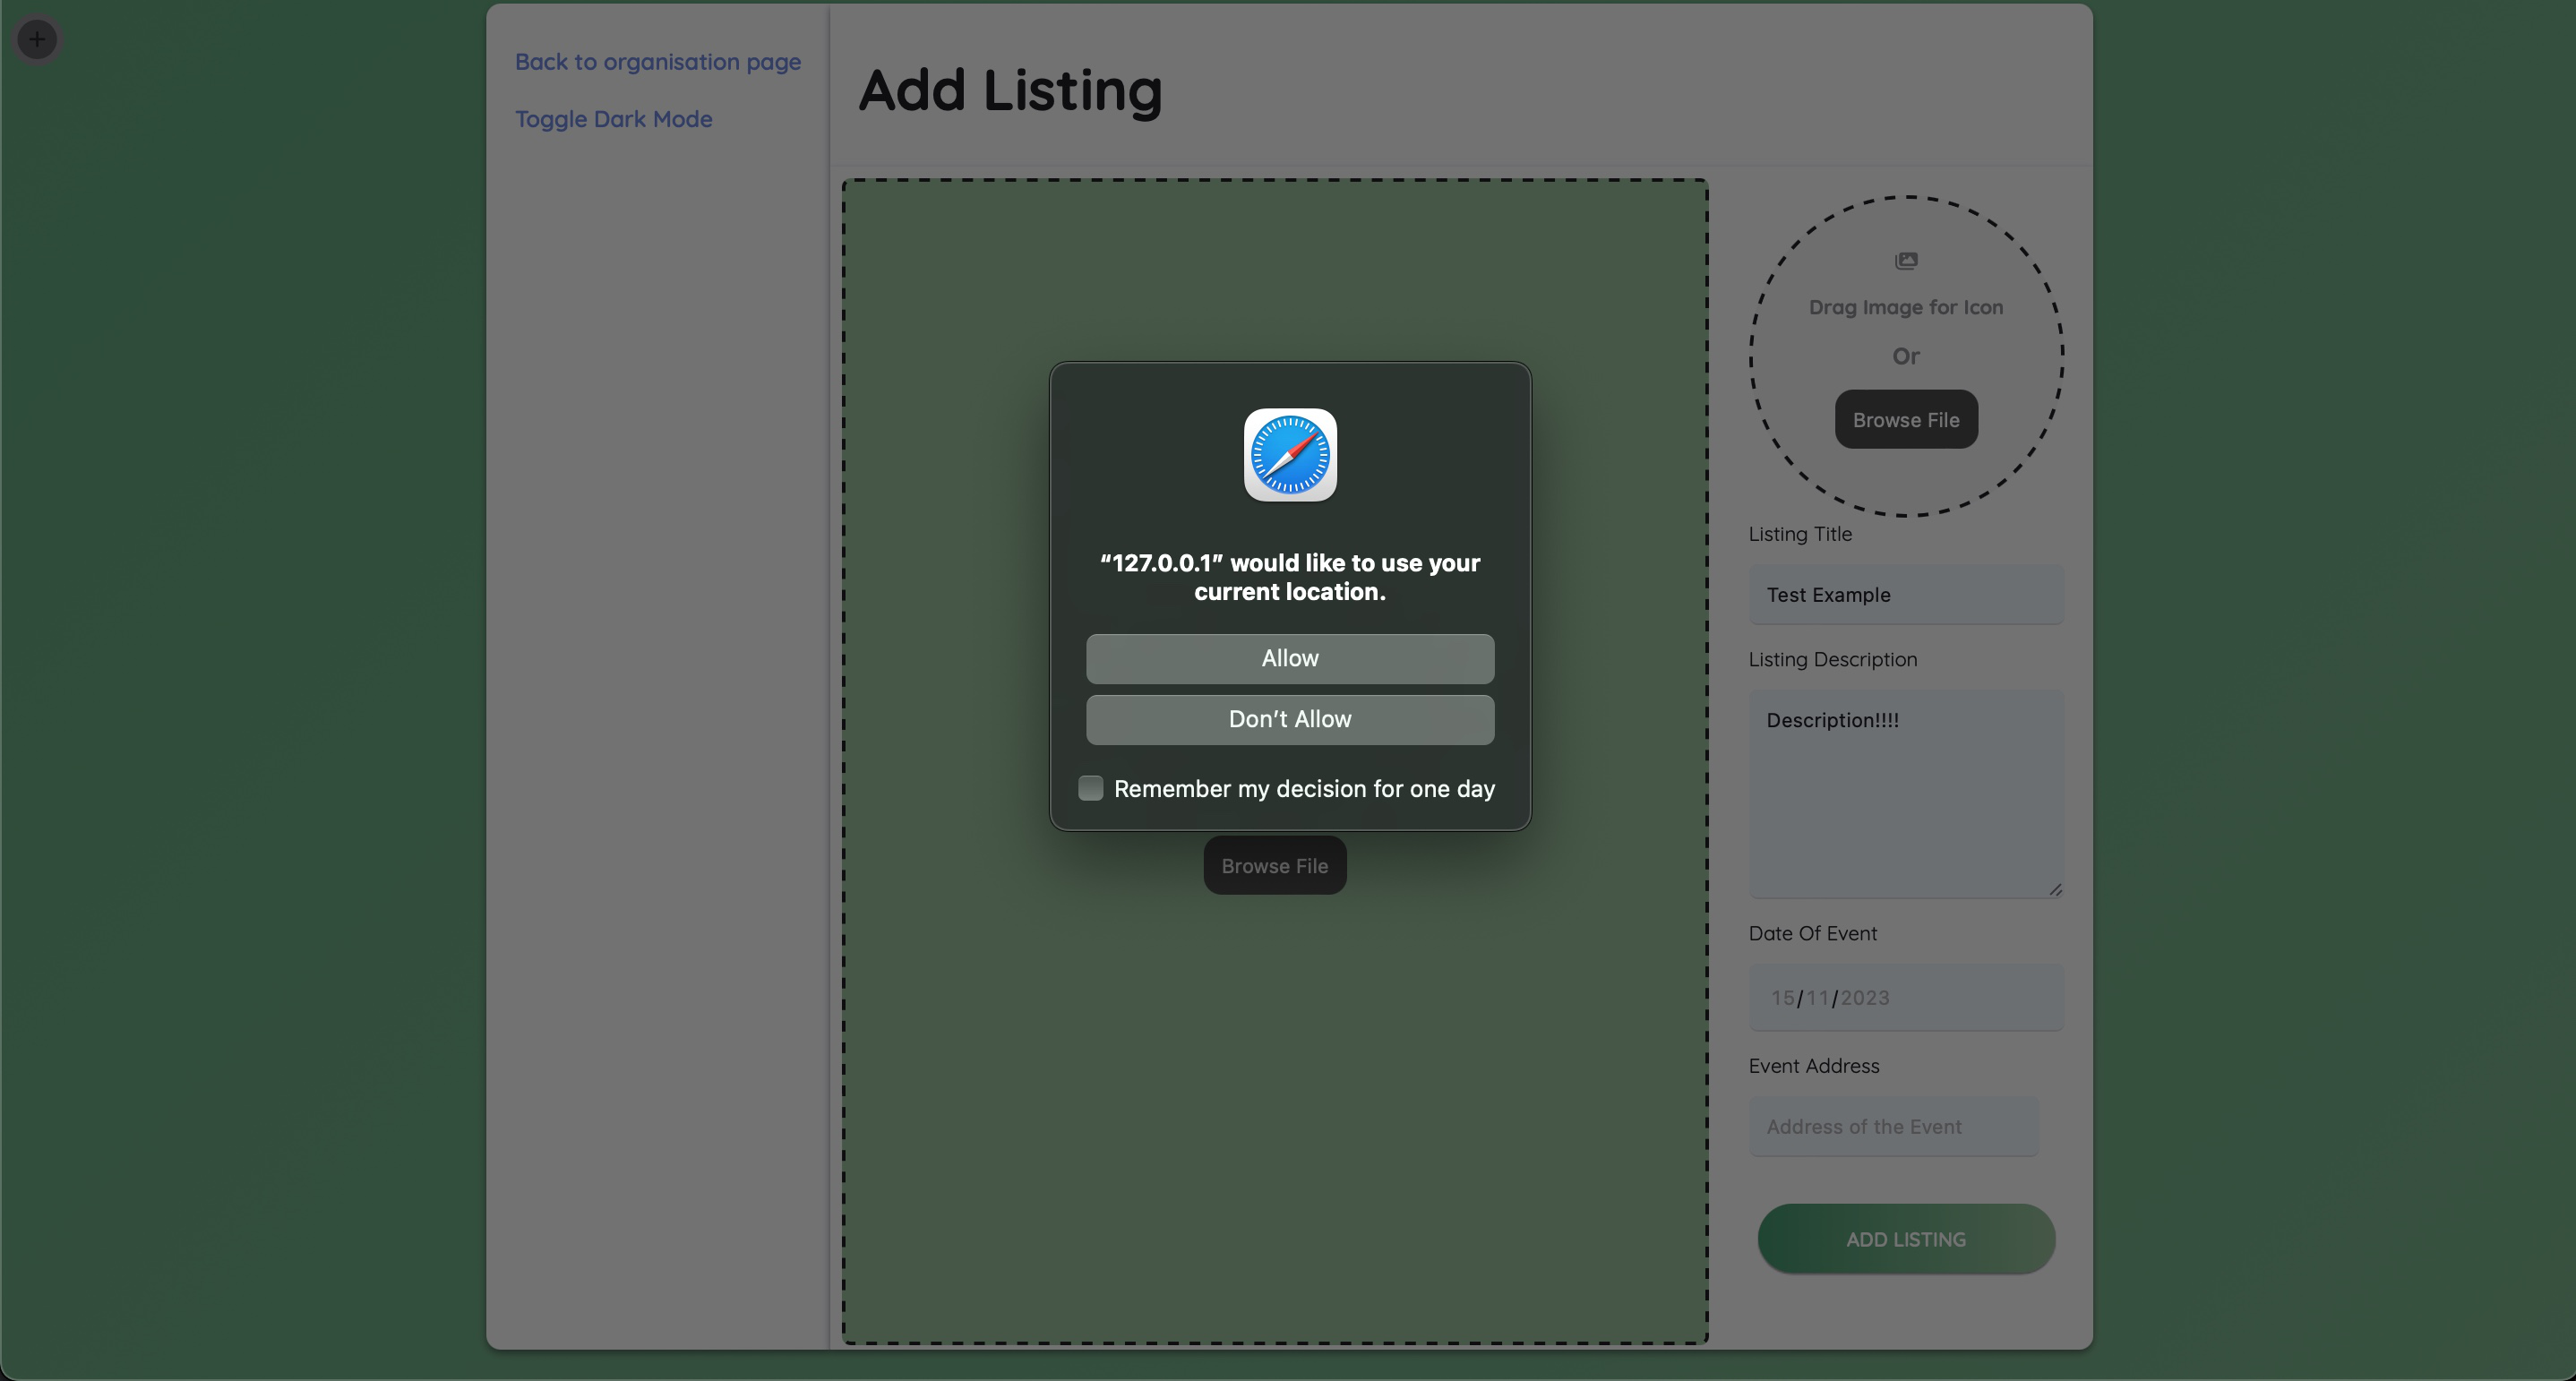 Back to organisation page
Toggle Dark Mode
Add Listing
Drag Image for Icon
Or
Browse File
“127.0.0.1” would like to use your
current location.
Allow
Don’t Allow
Remember my decision for one day
Browse File
Listing Title
Test Example
Listing Description
Description!!!!
Date Of Event
15/11/2023
Event Address
Address of the Event
ADD LISTING